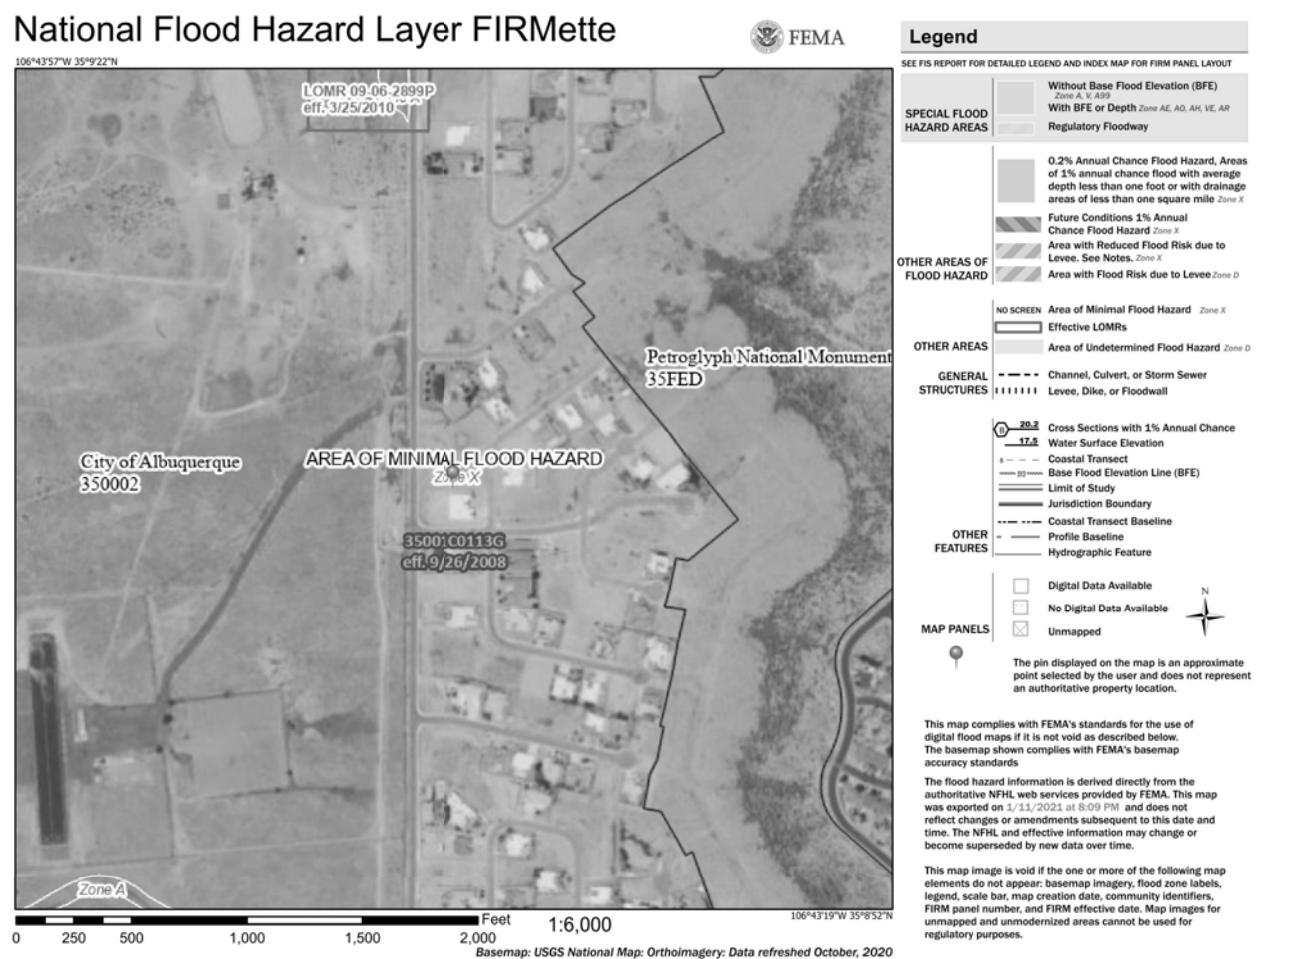 National Flood Hazard Layer FIRMette
FEMA
106°43'57"W 35°9'22"N
LOMR 09-06-2899P
eff. 3/25/2010
Petroglyph National Monument
35FED
City of Albuquerque
350002
AREA OF MINIMAL FLOOD HAZARD
Zone X
35001C0113G
eff. 9/26/2008
Zone A
106°43'19"W 35°8'52"N
Feet
1:6,000
0 250 500 1,000 1,500 2,000
Basemap: USGS National Map: Orthoimagery: Data refreshed October, 2020
Legend
SEE FIS REPORT FOR DETAILED LEGEND AND INDEX MAP FOR FIRM PANEL LAYOUT
SPECIAL FLOOD
HAZARD AREAS
Without Base Flood Elevation (BFE)
Zone A, V, A99
With BFE or Depth Zone AE, AO, AH, VE, AR
Regulatory Floodway
OTHER AREAS OF
FLOOD HAZARD
0.2% Annual Chance Flood Hazard, Areas
of 1% annual chance flood with average
depth less than one foot or with drainage
areas of less than one square mile Zone X
Future Conditions 1% Annual
Chance Flood Hazard Zone X
Area with Reduced Flood Risk due to
Levee. See Notes. Zone X
Area with Flood Risk due to Levee Zone D
OTHER AREAS
NO SCREEN Area of Minimal Flood Hazard Zone X
Effective LOMRs
Area of Undetermined Flood Hazard Zone D
GENERAL
STRUCTURES
Channel, Culvert, or Storm Sewer
Levee, Dike, or Floodwall
OTHER
FEATURES
B 20.2 Cross Sections with 1% Annual Chance
17.5 Water Surface Elevation
Coastal Transect
Base Flood Elevation Line (BFE)
Limit of Study
Jurisdiction Boundary
Coastal Transect Baseline
Profile Baseline
Hydrographic Feature
MAP PANELS
Digital Data Available
No Digital Data Available
Unmapped
N
The pin displayed on the map is an approximate
point selected by the user and does not represent
an authoritative property location.
This map complies with FEMA's standards for the use of
digital flood maps if it is not void as described below.
The basemap shown complies with FEMA's basemap
accuracy standards
The flood hazard information is derived directly from the
authoritative NFHL web services provided by FEMA. This map
was exported on 1/11/2021 at 8:09 PM and does not
reflect changes or amendments subsequent to this date and
time. The NFHL and effective information may change or
become superseded by new data over time.
This map image is void if the one or more of the following map
elements do not appear: basemap imagery, flood zone labels,
legend, scale bar, map creation date, community identifiers,
FIRM panel number, and FIRM effective date. Map images for
unmapped and unmodernized areas cannot be used for
regulatory purposes.